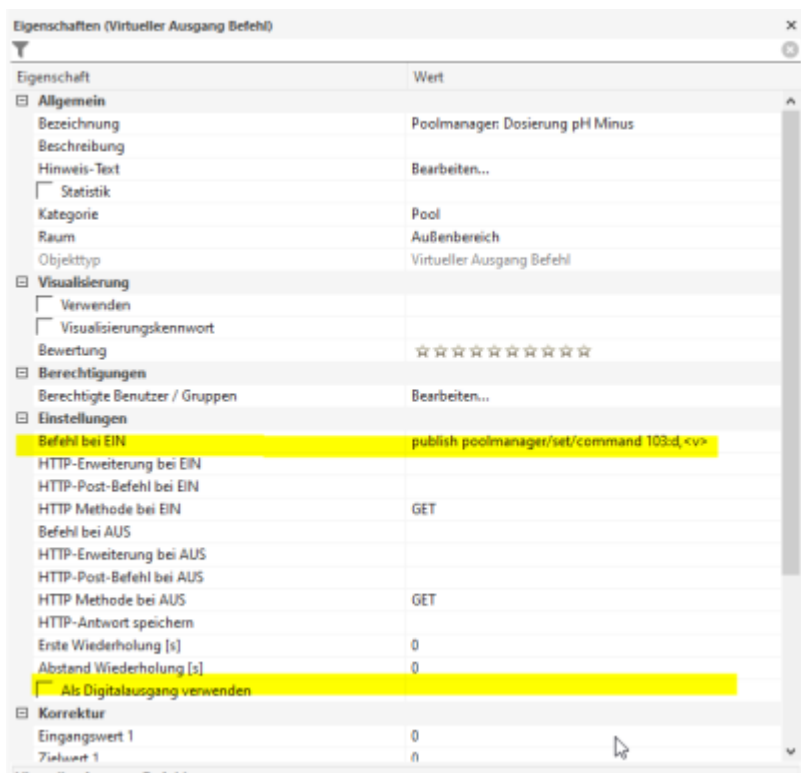 Eigenschaften (Virtueller Ausgang Befehl)
Eigenschaft Wert
Allgemein
Bezeichnung Poolmanager: Dosierung pH Minus
Beschreibung
Hinweis-Text Bearbeiten...
Statistik
Kategorie Pool
Raum Außenbereich
Objekttyp Virtueller Ausgang Befehl
Visualisierung
Verwenden
Visualisierungskennwort
Bewertung
Berechtigungen
Berechtigte Benutzer / Gruppen Bearbeiten...
Einstellungen
Befehl bei EIN publish poolmanager/set/command 103:d,<v>
HTTP-Erweiterung bei EIN
HTTP-Post-Befehl bei EIN
HTTP Methode bei EIN GET
Befehl bei AUS
HTTP-Erweiterung bei AUS
HTTP-Post-Befehl bei AUS
HTTP Methode bei AUS GET
HTTP-Antwort speichern
Erste Wiederholung [s] 0
Abstand Wiederholung [s] 0
Als Digitalausgang verwenden
Korrektur
Eingangswert 1 0
Zielwert 1 0